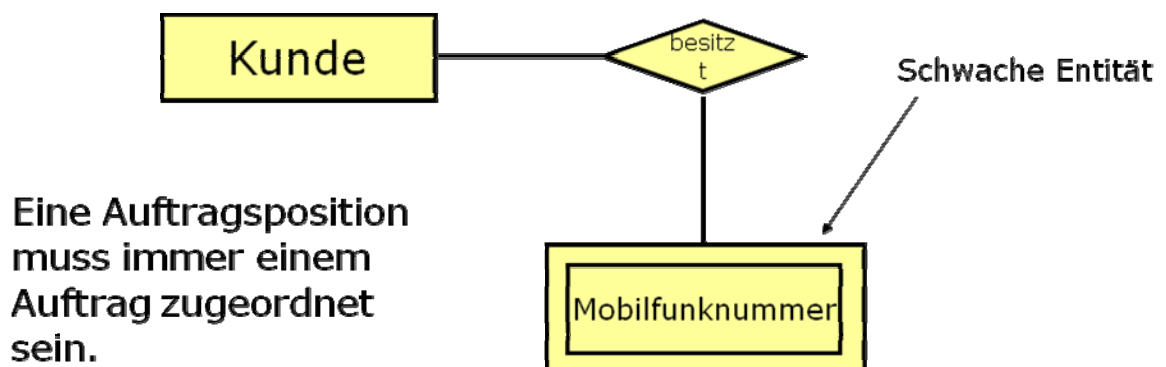 Kunde
besitz
t
Schwache Entität
Eine Auftragsposition
muss immer einem
Auftrag zugeordnet
sein.
Mobilfunknummer